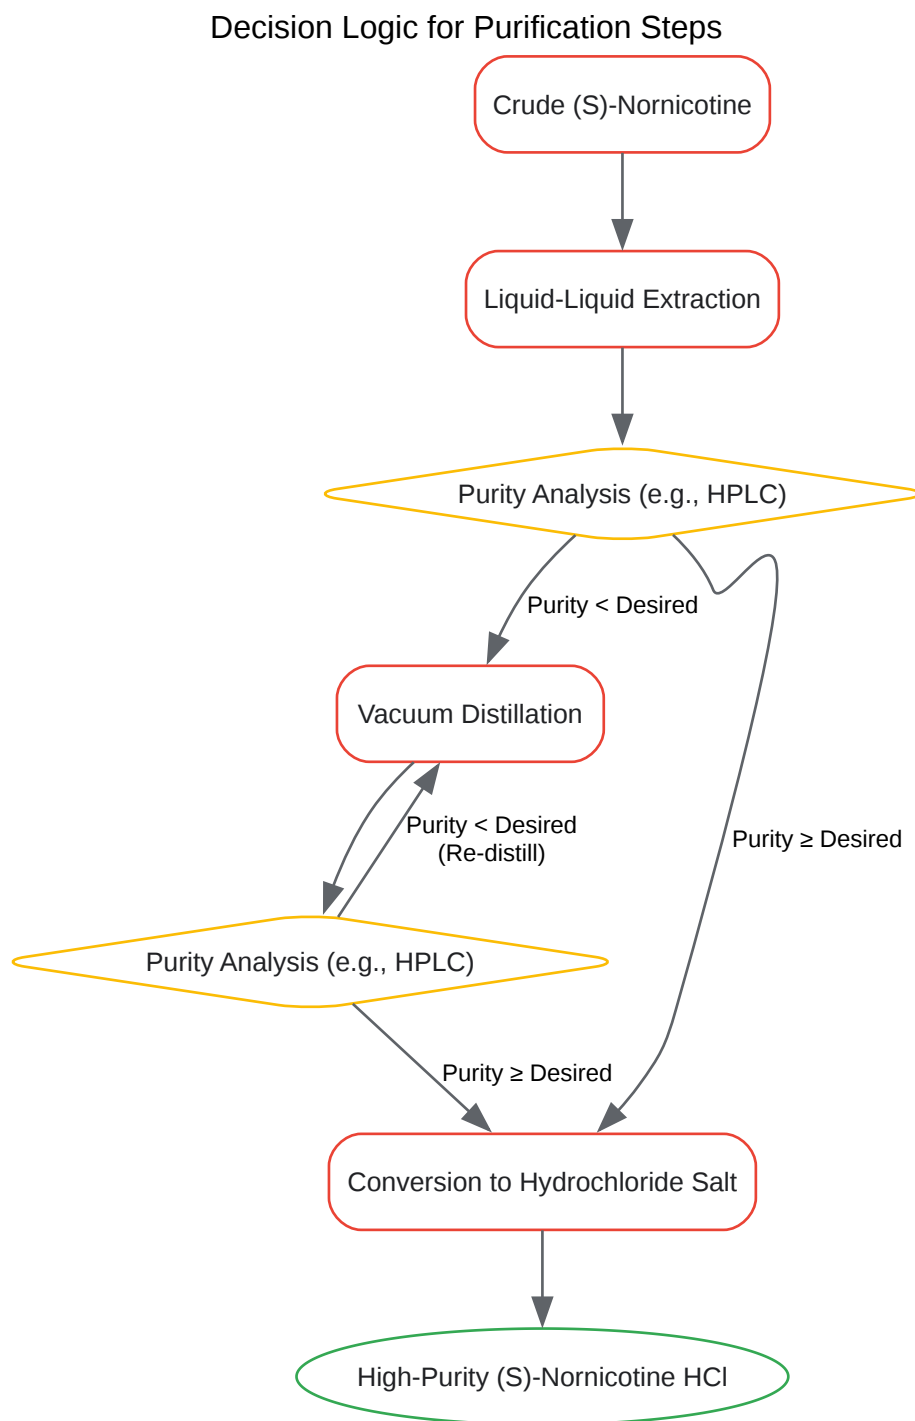 Decision Logic for Purification Steps
Crude (S)-Nornicotine
Liquid-Liquid Extraction
Purity Analysis (e.g., HPLC)
Purity < Desired
Vacuum Distillation
Purity < Desired
(Re-distill)
Purity ≥ Desired
Purity Analysis (e.g., HPLC)
Purity ≥ Desired
Conversion to Hydrochloride Salt
High-Purity (S)-Nornicotine HCl